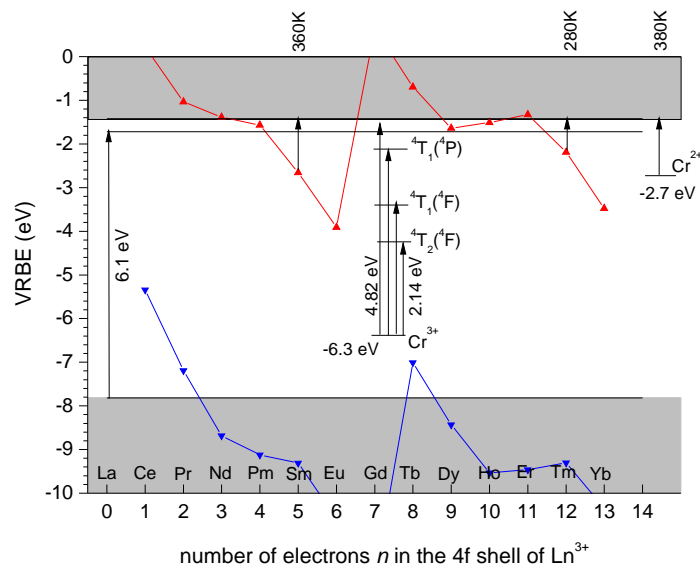 360K
280K
380K
0
-1
-2
-3
-4
-5
-6
-7
-8
-9
-10
VRBE (eV)
6.1 eV
4.82 eV
2.14 eV
⁴T₁(⁴P)
⁴T₁(⁴F)
⁴T₂(⁴F)
Cr²⁺
-2.7 eV
Cr³⁺
-6.3 eV
La Ce Pr Nd Pm Sm Eu Gd Tb Dy Ho Er Tm Yb
0 1 2 3 4 5 6 7 8 9 10 11 12 13 14
number of electrons n in the 4f shell of Ln³⁺